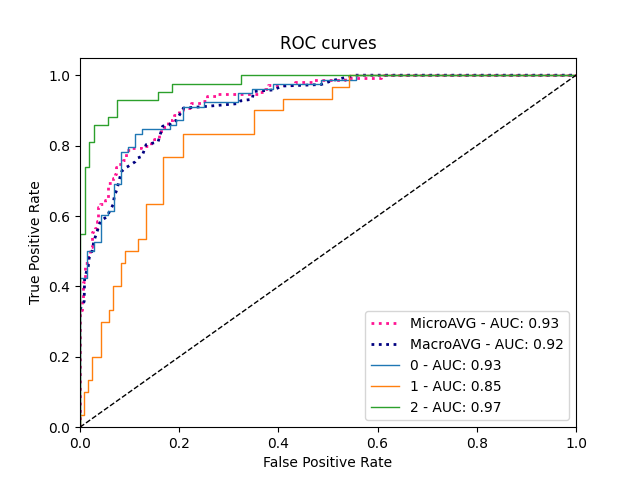 ROC curves
True Positive Rate
1.0
0.8
0.6
0.4
0.2
0.0
0.0 0.2 0.4 0.6 0.8 1.0
False Positive Rate
MicroAVG - AUC: 0.93
MacroAVG - AUC: 0.92
0 - AUC: 0.93
1 - AUC: 0.85
2 - AUC: 0.97